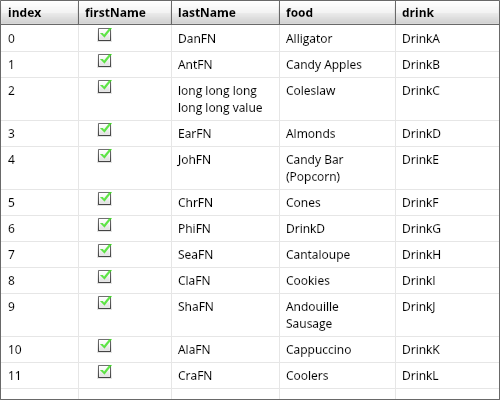 index firstName lastName food drink
0 DanFN Alligator DrinkA
1 AntFN Candy Apples DrinkB
2 long long long Coleslaw DrinkC
long long value
3 EarFN Almonds DrinkD
4 JohFN Candy Bar DrinkE
(Popcorn)
5 ChrFN Cones DrinkF
6 PhiFN DrinkD DrinkG
7 SeaFN Cantaloupe DrinkH
8 ClaFN Cookies DrinkI
9 ShaFN Andouille DrinkJ
Sausage
10 AlaFN Cappuccino DrinkK
11 CraFN Coolers DrinkL